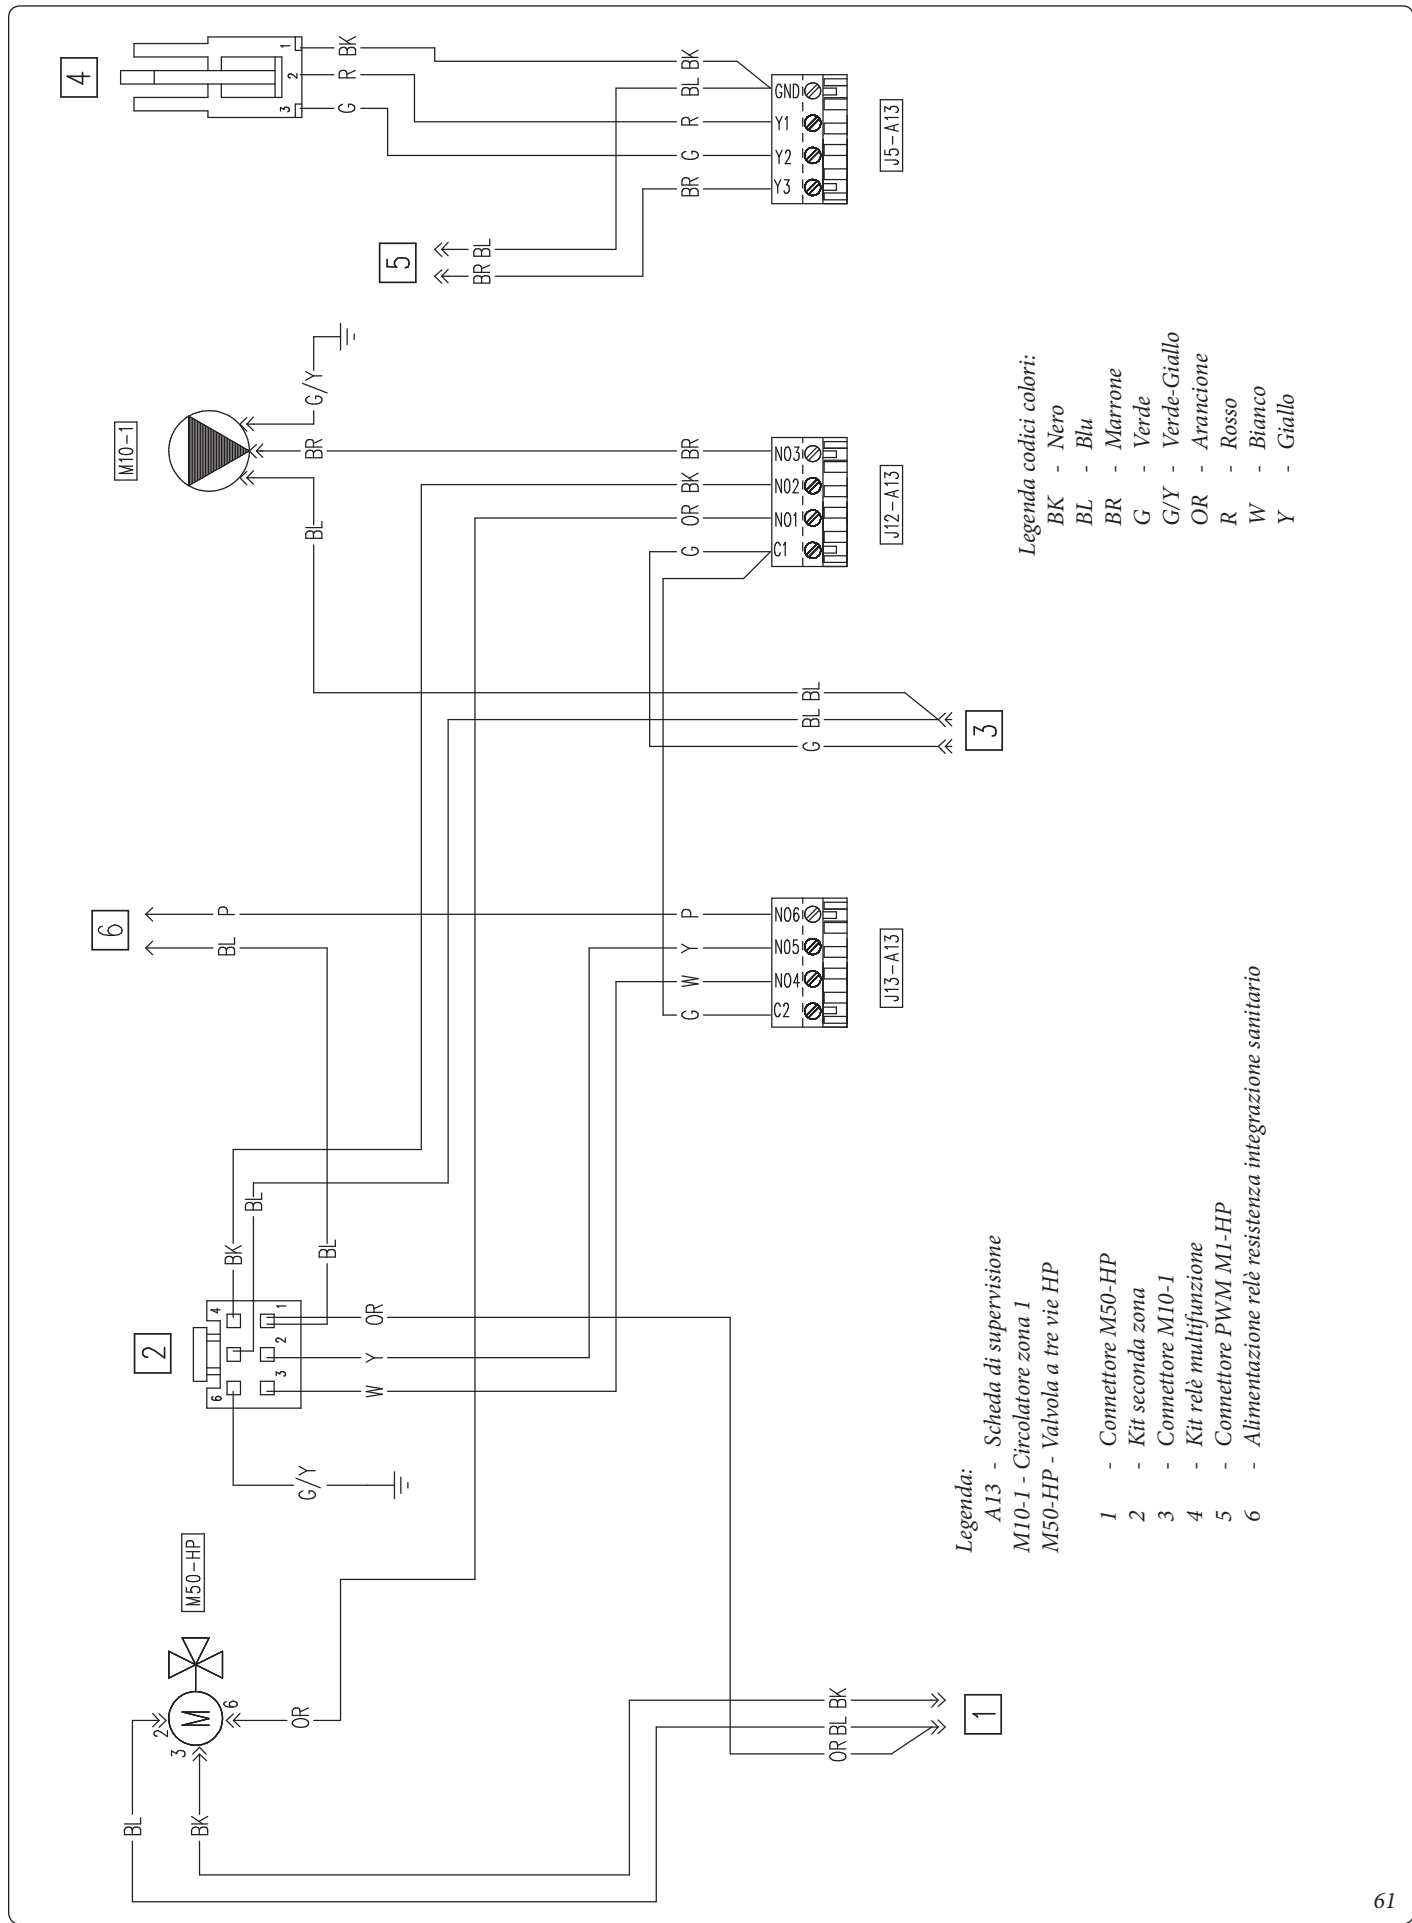 4
1
2
3
BK
R
G
BK
BL
R
G
BR
GND
Y1
Y2
Y3
J5-A13
5
BL
BR
M10-1
G/Y
BR
BL
BR
BK
OR
G
NO3
NO2
NO1
C1
J12-A13
BL
BL
G
3
6
P
BL
P
Y
W
G
NO6
NO5
NO4
C2
J13-A13
2
4
6
1
2
3
BK
BL
BL
OR
Y
W
G/Y
M50-HP
M
2
3
6
OR
BL
BK
BK
BL
OR
1
Legenda:
A13 - Scheda di supervisione
M10-1 - Circolatore zona 1
M50-HP - Valvola a tre vie HP
1 - Connettore M50-HP
2 - Kit seconda zona
3 - Connettore M10-1
4 - Kit relè multifunzione
5 - Connettore PWM M1-HP
6 - Alimentazione relè resistenza integrazione sanitario
Legenda codici colori:
BK - Nero
BL - Blu
BR - Marrone
G - Verde
G/Y - Verde-Giallo
OR - Arancione
R - Rosso
W - Bianco
Y - Giallo
61